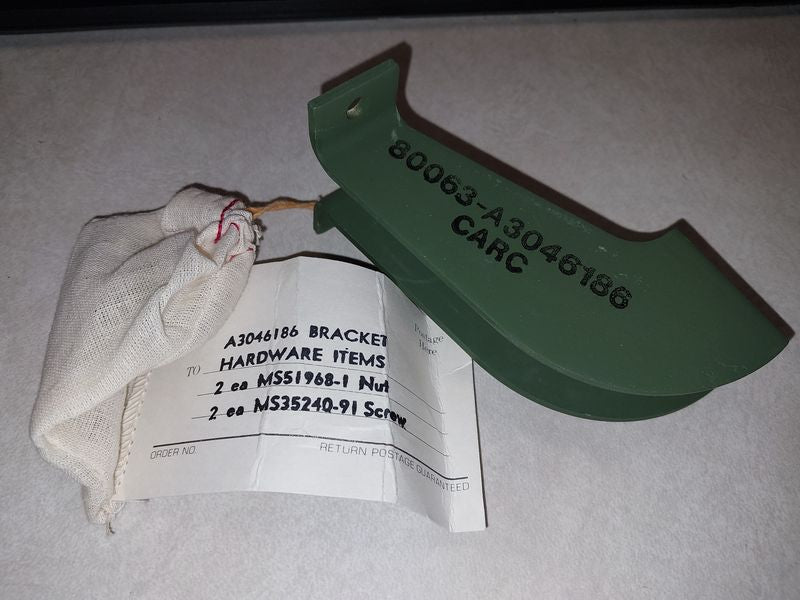 80063-A3046186
CARC
A3046186 BRACKET
Postage
Here
TO HARDWARE ITEMS
2 ea MS51968-1 Nut
2 ea MS35240-91 Screw
ORDER NO.
RETURN POSTAGE GUARANTEED